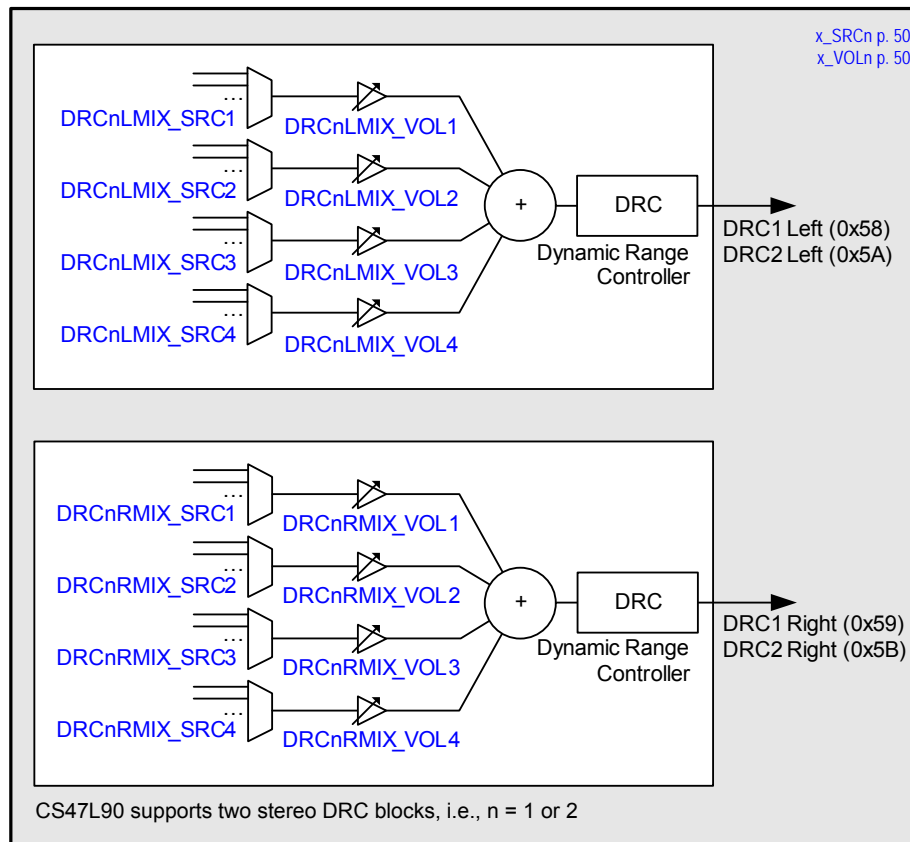 x_SRCn p. 50
x_VOLn p. 50
...
DRCnLMIX_SRC1
DRCnLMIX_VOL1
...
DRCnLMIX_SRC2
DRCnLMIX_VOL2
...
DRCnLMIX_SRC3
DRCnLMIX_VOL3
...
DRCnLMIX_SRC4
DRCnLMIX_VOL4
+
DRC
Dynamic Range
Controller
DRC1 Left (0x58)
DRC2 Left (0x5A)
...
DRCnRMIX_SRC1
DRCnRMIX_VOL1
...
DRCnRMIX_SRC2
DRCnRMIX_VOL2
...
DRCnRMIX_SRC3
DRCnRMIX_VOL3
...
DRCnRMIX_SRC4
DRCnRMIX_VOL4
+
DRC
Dynamic Range
Controller
DRC1 Right (0x59)
DRC2 Right (0x5B)
CS47L90 supports two stereo DRC blocks, i.e., n = 1 or 2